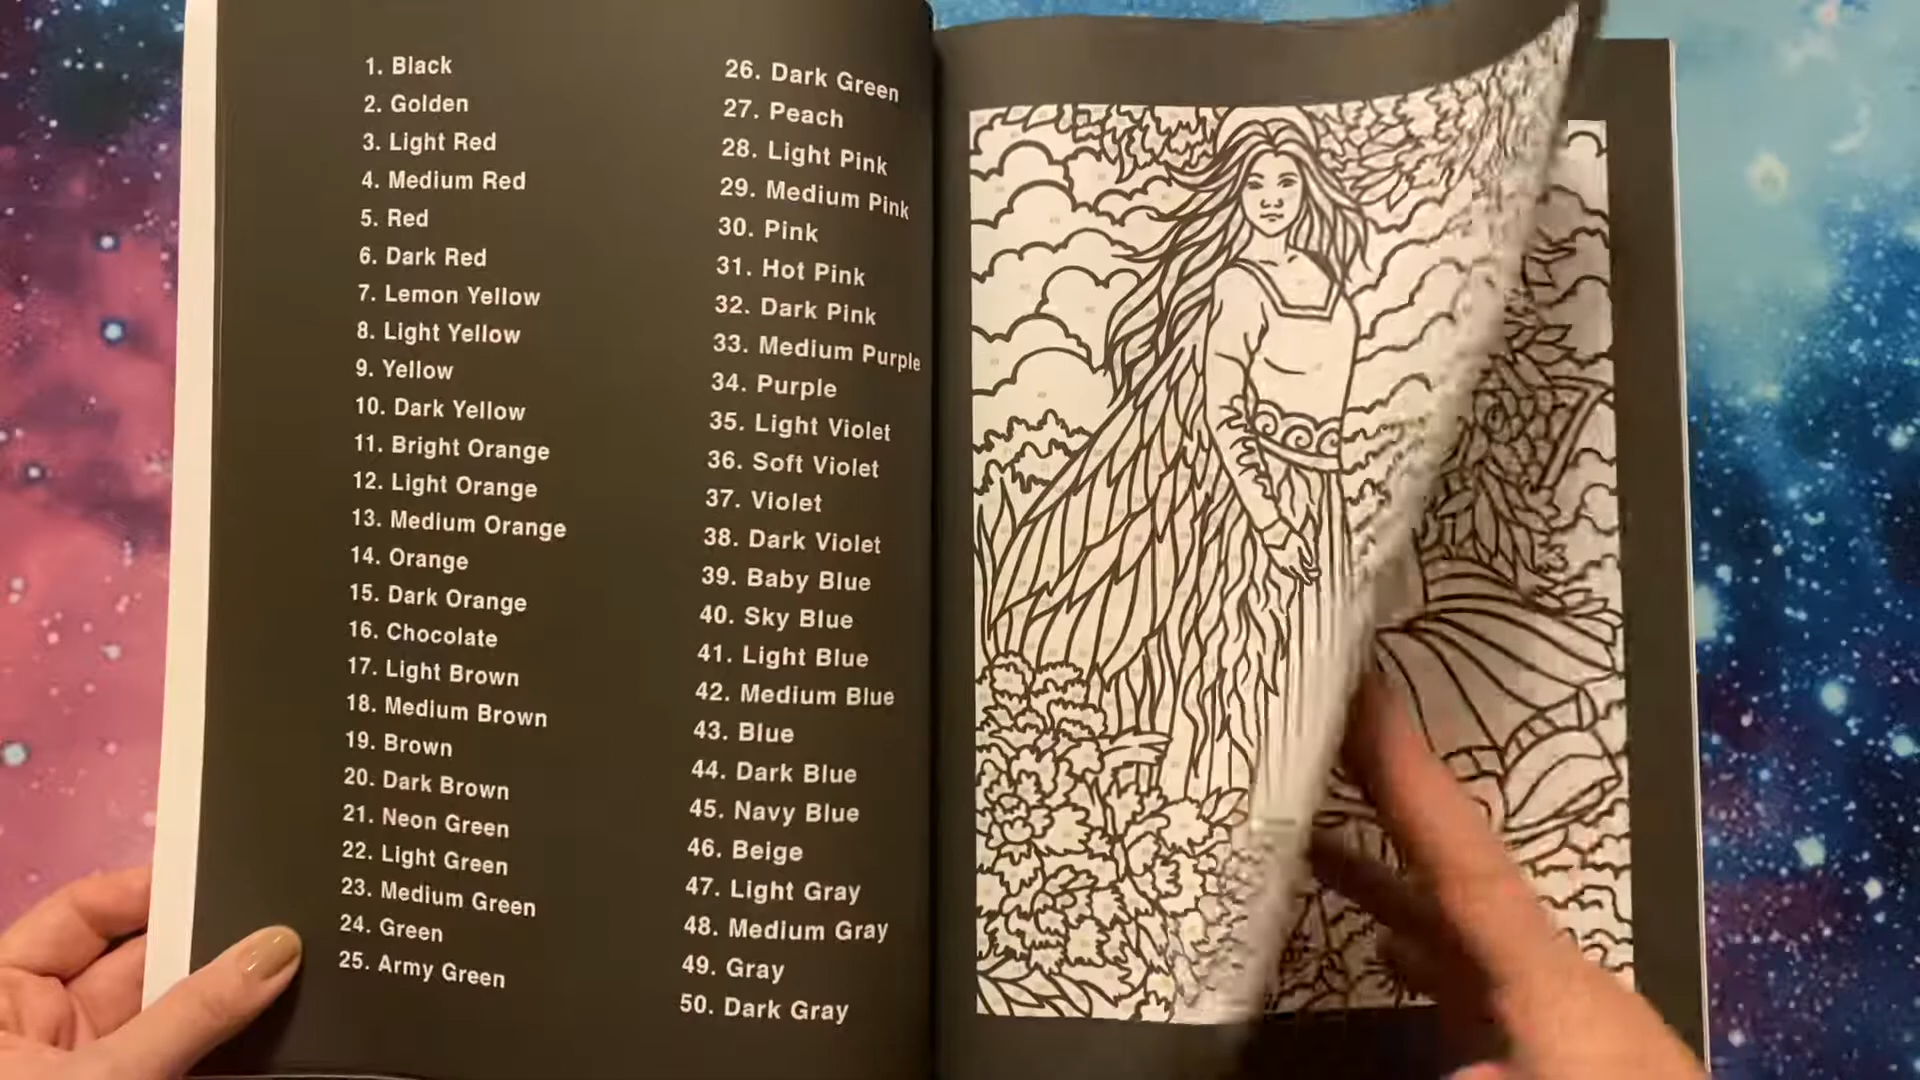 1. Black
2. Golden
3. Light Red
4. Medium Red
5. Red
6. Dark Red
7. Lemon Yellow
8. Light Yellow
9. Yellow
10. Dark Yellow
11. Bright Orange
12. Light Orange
13. Medium Orange
14. Orange
15. Dark Orange
16. Chocolate
17. Light Brown
18. Medium Brown
19. Brown
20. Dark Brown
21. Neon Green
22. Light Green
23. Medium Green
24. Green
25. Army Green
26. Dark Green
27. Peach
28. Light Pink
29. Medium Pink
30. Pink
31. Hot Pink
32. Dark Pink
33. Medium Purple
34. Purple
35. Light Violet
36. Soft Violet
37. Violet
38. Dark Violet
39. Baby Blue
40. Sky Blue
41. Light Blue
42. Medium Blue
43. Blue
44. Dark Blue
45. Navy Blue
46. Beige
47. Light Gray
48. Medium Gray
49. Gray
50. Dark Gray